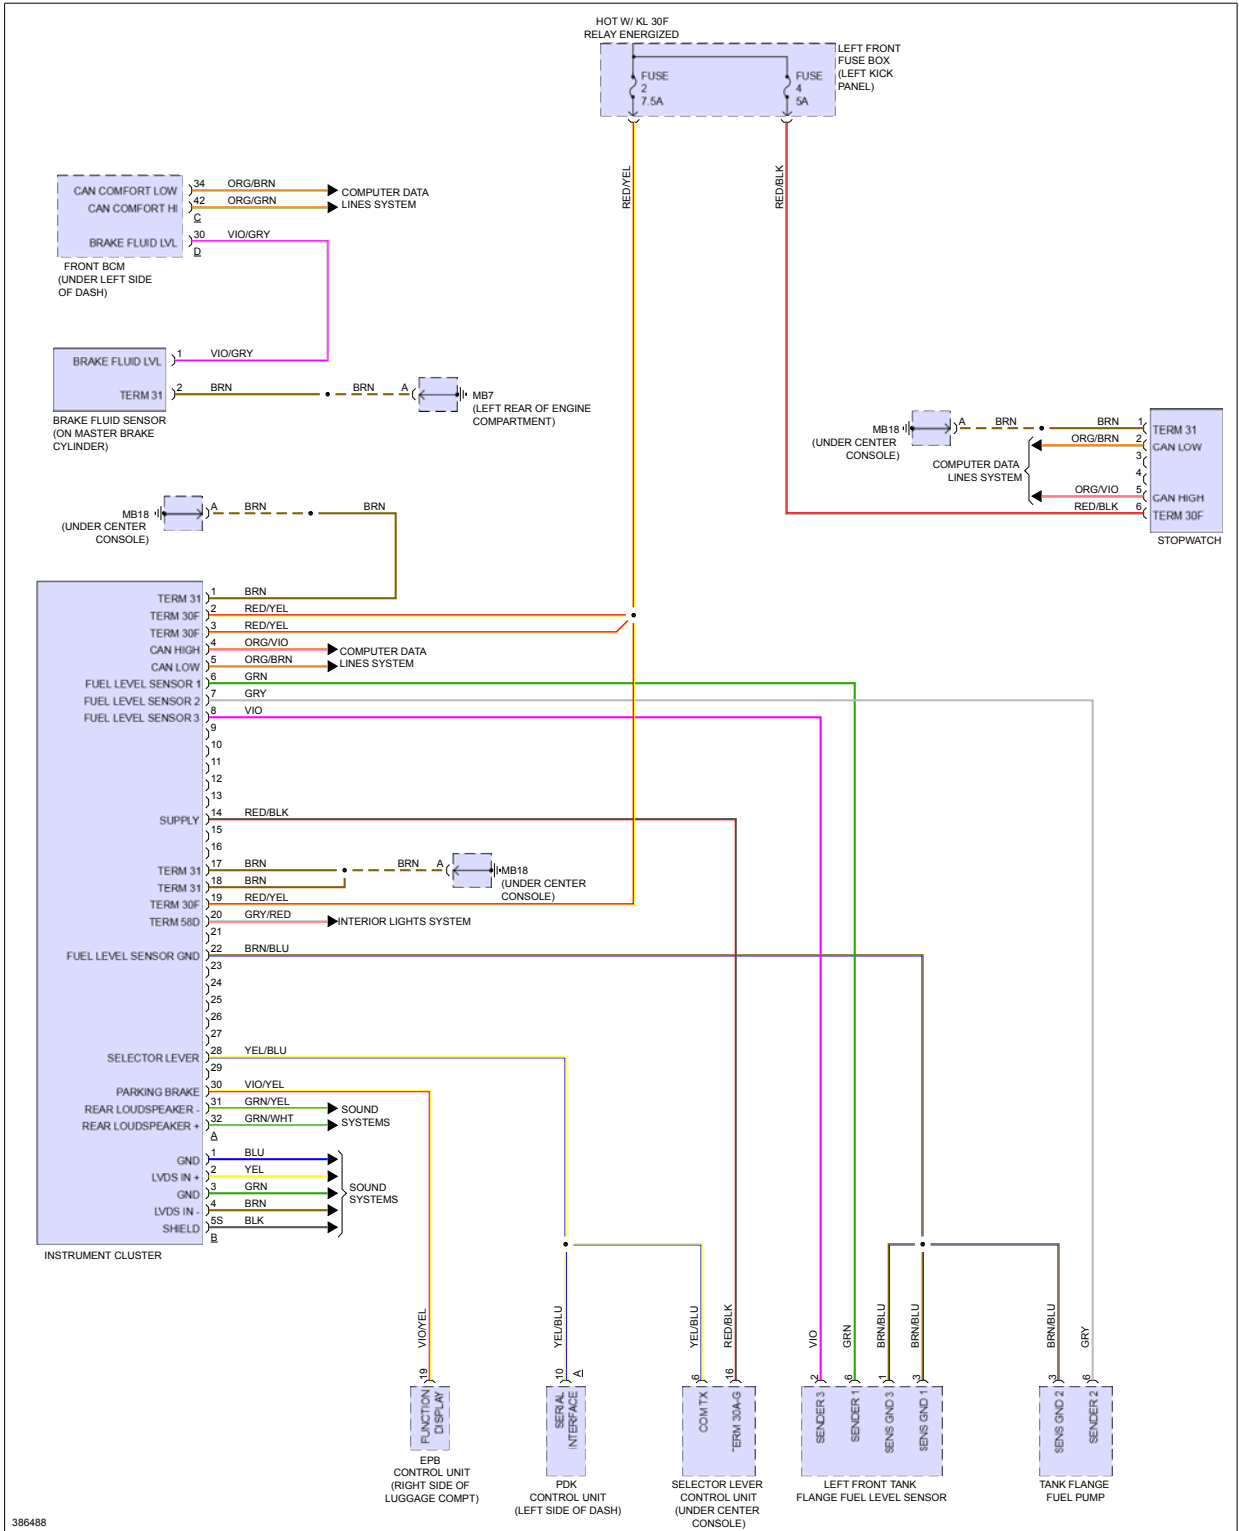 HOT W/ KL 30F
RELAY ENERGIZED
LEFT FRONT
FUSE BOX
(LEFT KICK
PANEL)
FUSE
2
7.5A
FUSE
4
5A
RED/YEL
RED/BLK
CAN COMFORT LOW
34
ORG/BRN
CAN COMFORT HI
42
ORG/GRN
C
COMPUTER DATA
LINES SYSTEM
BRAKE FLUID LVL
30
VIO/GRY
D
FRONT BCM
(UNDER LEFT SIDE
OF DASH)
BRAKE FLUID LVL
1
VIO/GRY
TERM 31
2
BRN
BRN
A
MB7
(LEFT REAR OF ENGINE
COMPARTMENT)
BRAKE FLUID SENSOR
(ON MASTER BRAKE
CYLINDER)
MB18
(UNDER CENTER
CONSOLE)
A
BRN
BRN
1
TERM 31
ORG/BRN
2
CAN LOW
3
4
COMPUTER DATA
LINES SYSTEM
ORG/VIO
5
CAN HIGH
RED/BLK
6
TERM 30F
STOPWATCH
MB18
(UNDER CENTER
CONSOLE)
A
BRN
BRN
TERM 31
1
BRN
TERM 30F
2
RED/YEL
TERM 30F
3
RED/YEL
CAN HIGH
4
ORG/VIO
CAN LOW
5
ORG/BRN
COMPUTER DATA
LINES SYSTEM
FUEL LEVEL SENSOR 1
6
GRN
FUEL LEVEL SENSOR 2
7
GRY
FUEL LEVEL SENSOR 3
8
VIO
9
10
11
12
13
SUPPLY
14
RED/BLK
15
16
TERM 31
17
BRN
BRN
A
MB18
(UNDER CENTER
CONSOLE)
TERM 31
18
BRN
TERM 30F
19
RED/YEL
TERM 58D
20
GRY/RED
INTERIOR LIGHTS SYSTEM
21
FUEL LEVEL SENSOR GND
22
BRN/BLU
23
24
25
26
27
SELECTOR LEVER
28
YEL/BLU
29
PARKING BRAKE
30
VIO/YEL
REAR LOUDSPEAKER -
31
GRN/YEL
REAR LOUDSPEAKER +
32
GRN/WHT
A
SOUND
SYSTEMS
GND
1
BLU
LVDS IN +
2
YEL
GND
3
GRN
LVDS IN -
4
BRN
SHIELD
5S
BLK
B
SOUND
SYSTEMS
INSTRUMENT CLUSTER
VIO/YEL
19
FUNCTION
DISPLAY
EPB
CONTROL UNIT
(RIGHT SIDE OF
LUGGAGE COMPT)
YEL/BLU
10
A
SERIAL
INTERFACE
PDK
CONTROL UNIT
(LEFT SIDE OF DASH)
YEL/BLU
6
COM TX
RED/BLK
16
TERM 30A-G
SELECTOR LEVER
CONTROL UNIT
(UNDER CENTER
CONSOLE)
VIO
2
SENDER 3
GRN
6
SENDER 1
BRN/BLU
1
SENS GND 3
BRN/BLU
3
SENS GND 1
LEFT FRONT TANK
FLANGE FUEL LEVEL SENSOR
BRN/BLU
3
SENS GND 2
GRY
6
SENDER 2
TANK FLANGE
FUEL PUMP
386488